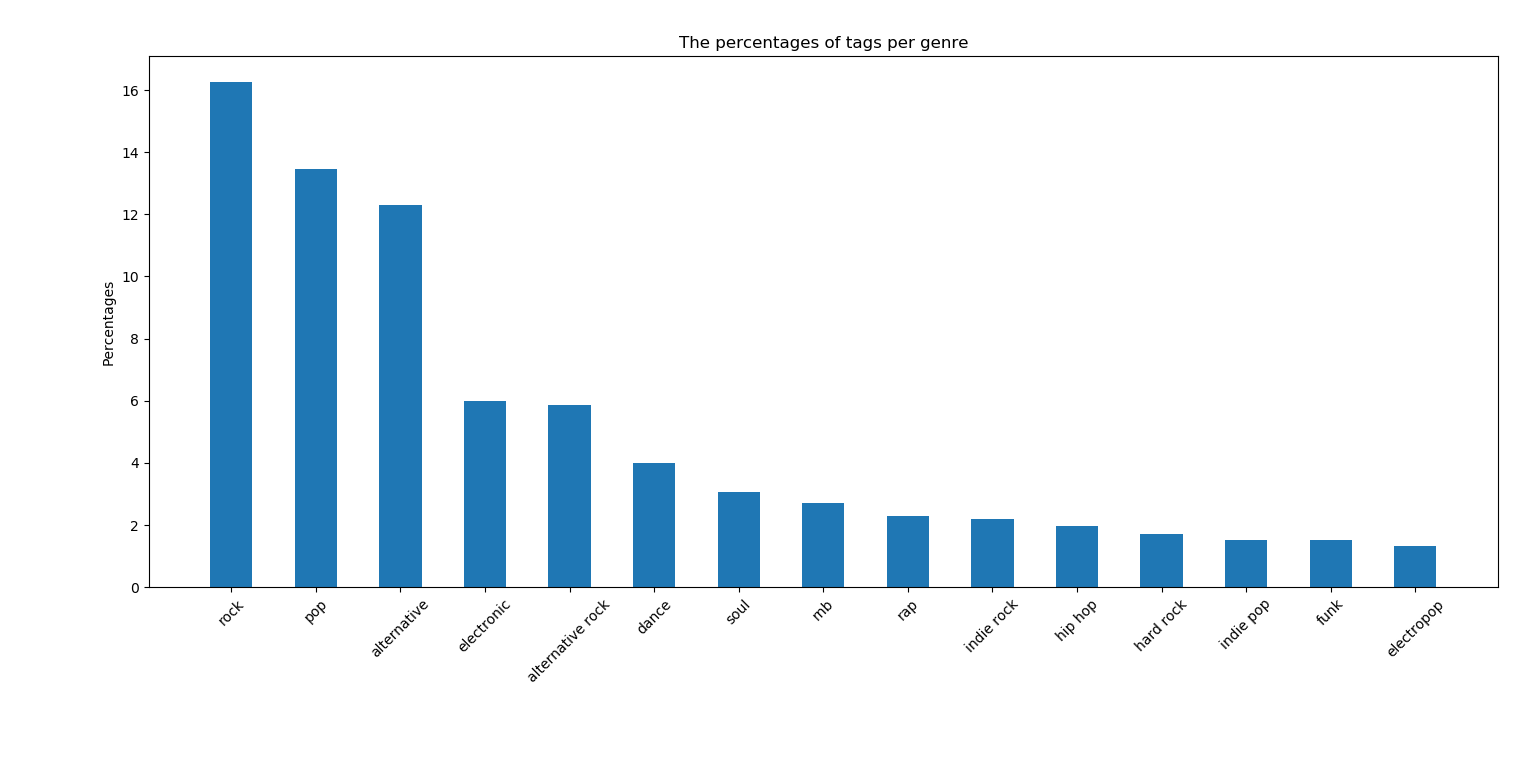 The percentages of tags per genre
Percentages
16
14
12
10
8
6
4
2
0
rock
pop
alternative
electronic
alternative rock
dance
soul
rnb
rap
indie rock
hip hop
hard rock
indie pop
funk
electropop